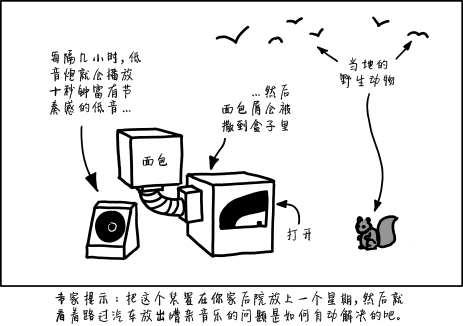 每隔几小时，低
音炮就会播放
十秒钟富有节
奏感的低音...
...然后
面包屑会被
撒到盒子里
当地的
野生动物
面包
打开
专家提示：把这个装置在你家后院放上一个星期，然后就
看着路过汽车放出嘈杂音乐的问题是如何自动解决的吧。